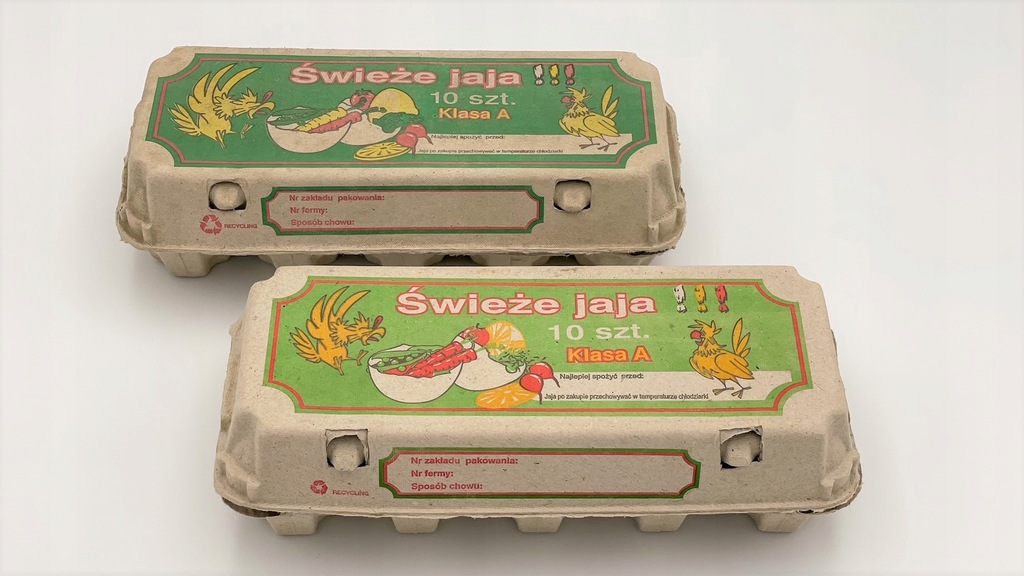 Świeże jaja
10 szt.
Klasa A
Najlepiej spożyć przed:
Jaja po zakupie przechowywać w temperaturze chłodziarki
Nr zakładu pakowania:
Nr fermy:
Sposób chowu:
RECYCLING
Świeże jaja
10 szt.
Klasa A
Najlepiej spożyć przed:
Jaja po zakupie przechowywać w temperaturze chłodziarki
Nr zakładu pakowania:
Nr fermy:
Sposób chowu:
RECYCLING